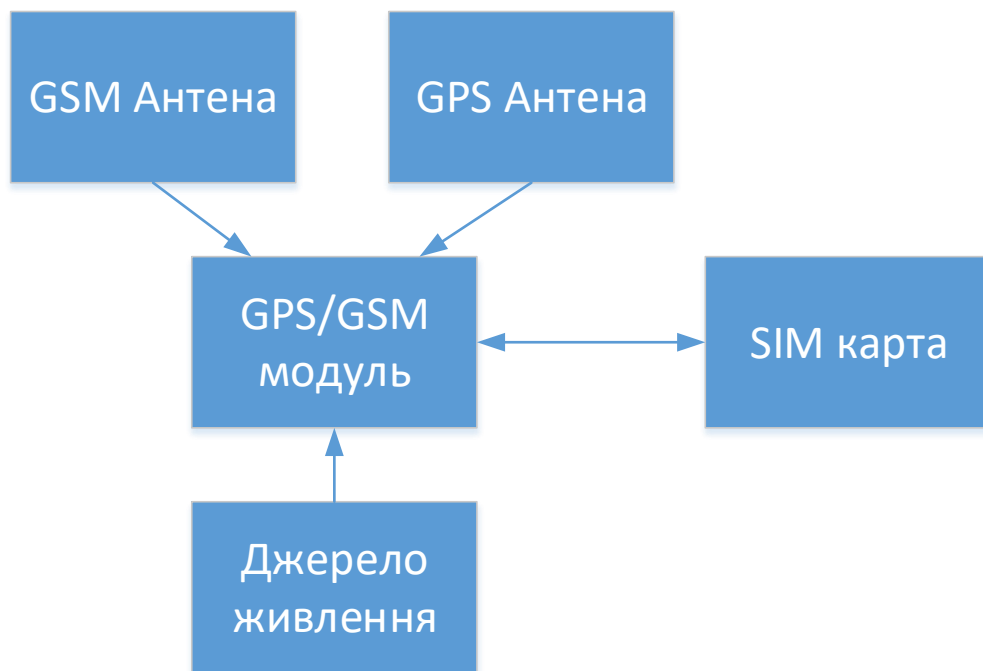 GSM Антена
GPS Антена
GPS/GSM
модуль
SIM карта
Джерело
живлення